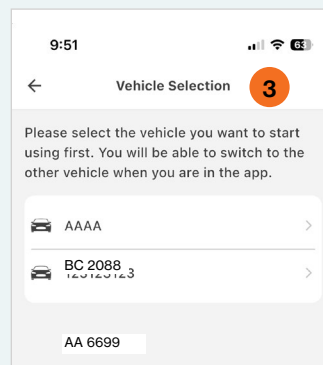 9:51
63
Vehicle Selection
3
Please select the vehicle you want to start
using first. You will be able to switch to the
other vehicle when you are in the app.
AAAA
BC 2088
AA 6699